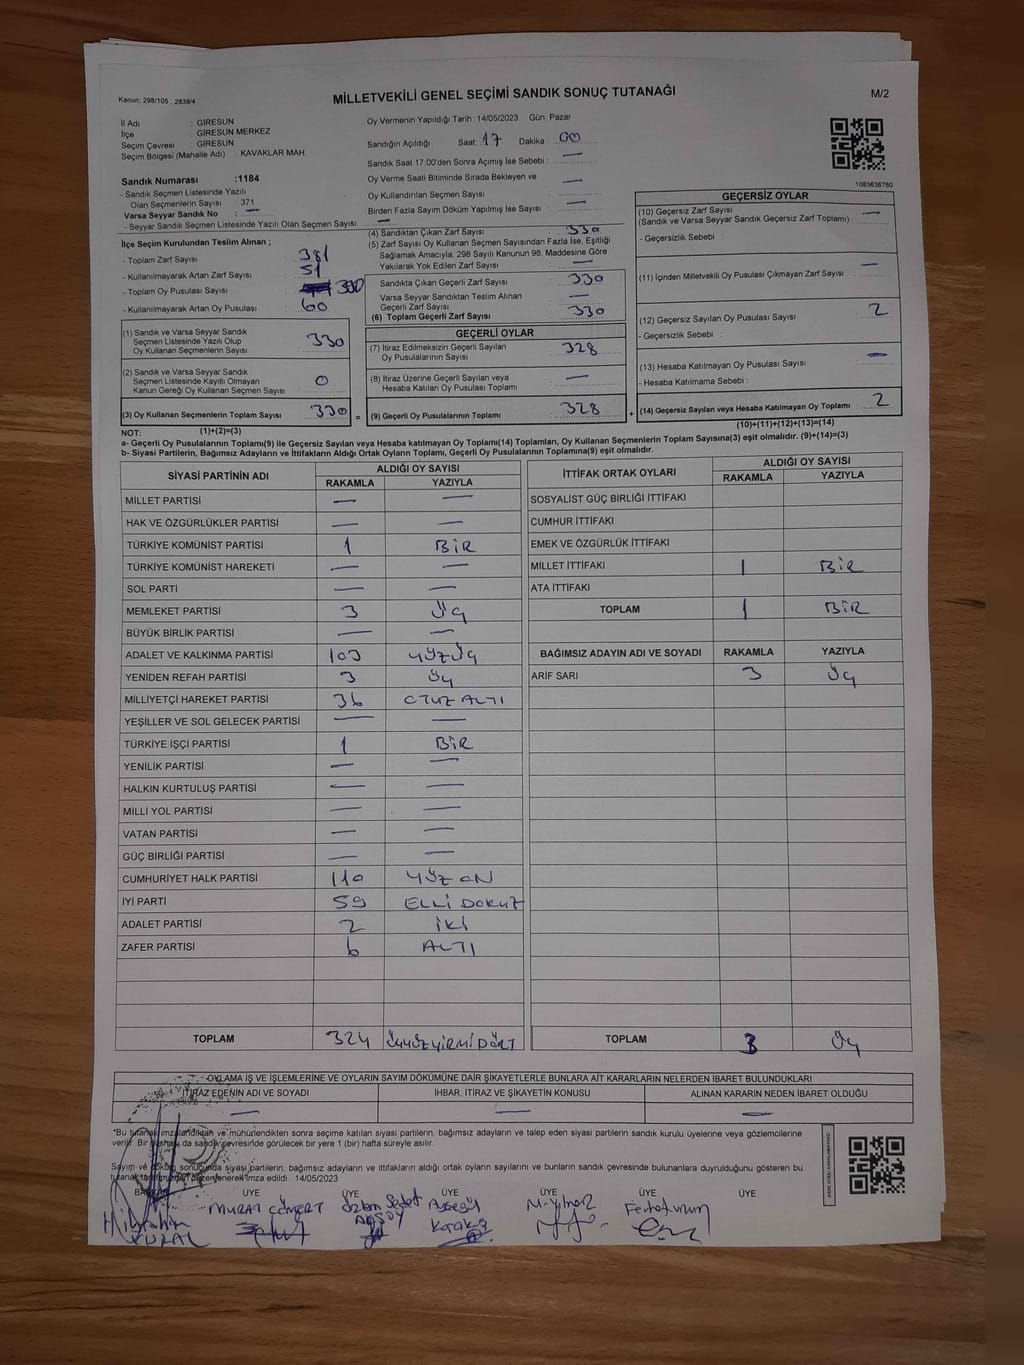 Kanun; 298/105 , 2839/4
MİLLETVEKİLİ GENEL SEÇİMİ SANDIK SONUÇ TUTANAĞI
M/2
İl Adı : GİRESUN
İlçe : GİRESUN MERKEZ
Seçim Çevresi : GİRESUN
Seçim Bölgesi (Mahalle Adı) : KAVAKLAR MAH
Sandık Numarası :1184
- Sandık Seçmen Listesinde Yazılı
Olan Seçmenlerin Sayısı : 371
Varsa Seyyar Sandık No : —
- Seyyar Sandık Seçmen Listesinde Yazılı Olan Seçmen Sayısı: —
Oy Vermenin Yapıldığı Tarih :14/05/2023 Gün: Pazar
Sandığın Açıldığı Saat: 17 Dakika : 00
Sandık Saat 17:00'den Sonra Açımış İse Sebebi : —
Oy Verme Saati Bitiminde Sırada Bekleyen ve
Oy Kullandırılan Seçmen Sayısı : —
Birden Fazla Sayım Döküm Yapılmış İse Sayısı : —
1083636760
İlçe Seçim Kurulundan Teslim Alınan ;
- Toplam Zarf Sayısı : 381
- Kullanılmayarak Artan Zarf Sayısı : 51
- Toplam Oy Pusulası Sayısı : 390
- Kullanılmayarak Artan Oy Pusulası : 60
(1) Sandık ve Varsa Seyyar Sandık
Seçmen Listesinde Yazılı Olup
Oy Kullanan Seçmenlerin Sayısı 330
(2) Sandık ve Varsa Seyyar Sandık
Seçmen Listesinde Kayıtlı Olmayan
Kanun Gereği Oy Kullanan Seçmen Sayısı : 0
(3) Oy Kullanan Seçmenlerin Toplam Sayısı 330
(1)+(2)=(3)
(4) Sandıktan Çıkan Zarf Sayısı : 330
(5) Zarf Sayısı Oy Kullanan Seçmen Sayısından Fazla İse, Eşitliği
Sağlamak Amacıyla; 298 Sayılı Kanunun 98. Maddesine Göre
Yakılarak Yok Edilen Zarf Sayısı : —
Sandıkta Çıkan Geçerli Zarf Sayısı : 330
Varsa Seyyar Sandıktan Teslim Alınan
Geçerli Zarf Sayısı : —
(6) Toplam Geçerli Zarf Sayısı : 330
GEÇERLİ OYLAR
(7) İtiraz Edilmeksizin Geçerli Sayılan
Oy Pusulalarının Sayısı : 328
(8) İtiraz Üzerine Geçerli Sayılan veya
Hesaba Katılan Oy Pusulası Toplamı : —
= (9) Geçerli Oy Pusulalarının Toplamı : 328
GEÇERSİZ OYLAR
(10) Geçersiz Zarf Sayısı
(Sandık ve Varsa Seyyar Sandık Geçersiz Zarf Toplamı) : —
- Geçersizlik Sebebi :
(11) İçinden Milletvekili Oy Pusulası Çıkmayan Zarf Sayısı : —
(12) Geçersiz Sayılan Oy Pusulası Sayısı : 2
- Geçersizlik Sebebi :
(13) Hesaba Katılmayan Oy Pusulası Sayısı : —
- Hesaba Katılmama Sebebi :
+ (14) Geçersiz Sayılan veya Hesaba Katılmayan Oy Toplamı : 2
(10)+(11)+(12)+(13)=(14)
NOT:
a- Geçerli Oy Pusulalarının Toplamı(9) ile Geçersiz Sayılan veya Hesaba katılmayan Oy Toplamı(14) Toplamları, Oy Kullanan Seçmenlerin Toplam Sayısına(3) eşit olmalıdır. (9)+(14)=(3)
b- Siyasi Partilerin, Bağımsız Adayların ve İttifakların Aldığı Ortak Oyların Toplamı, Geçerli Oy Pusulalarının Toplamına(9) eşit olmalıdır.
SİYASİ PARTİNİN ADI ALDIĞI OY SAYISI
RAKAMLA YAZIYLA
MİLLET PARTİSİ — —
HAK VE ÖZGÜRLÜKLER PARTİSİ — —
TÜRKİYE KOMÜNİST PARTİSİ 1 BİR
TÜRKİYE KOMÜNİST HAREKETİ — —
SOL PARTİ — —
MEMLEKET PARTİSİ 3 ÜÇ
BÜYÜK BİRLİK PARTİSİ — —
ADALET VE KALKINMA PARTİSİ 103 YÜZÜÇ
YENİDEN REFAH PARTİSİ 3 ÜÇ
MİLLİYETÇİ HAREKET PARTİSİ 36 OTUZ ALTI
YEŞİLLER VE SOL GELECEK PARTİSİ — —
TÜRKİYE İŞÇİ PARTİSİ 1 BİR
YENİLİK PARTİSİ — —
HALKIN KURTULUŞ PARTİSİ — —
MİLLİ YOL PARTİSİ — —
VATAN PARTİSİ — —
GÜÇ BİRLİĞİ PARTİSİ — —
CUMHURİYET HALK PARTİSİ 110 YÜZ ON
İYİ PARTİ 59 ELLİ DOKUZ
ADALET PARTİSİ 2 İKİ
ZAFER PARTİSİ 6 ALTI
TOPLAM 324 ÜÇYÜZYİRMİ DÖRT
İTTİFAK ORTAK OYLARI ALDIĞI OY SAYISI
RAKAMLA YAZIYLA
SOSYALİST GÜÇ BİRLİĞİ İTTİFAKI
CUMHUR İTTİFAKI
EMEK VE ÖZGÜRLÜK İTTİFAKI
MİLLET İTTİFAKI 1 BİR
ATA İTTİFAKI
TOPLAM 1 BİR
BAĞIMSIZ ADAYIN ADI VE SOYADI RAKAMLA YAZIYLA
ARİF SARI 3 ÜÇ
TOPLAM 3 ÜÇ
OYLAMA İŞ VE İŞLEMLERİNE VE OYLARIN SAYIM DÖKÜMÜNE DAİR ŞİKAYETLERLE BUNLARA AİT KARARLARIN NELERDEN İBARET BULUNDUKLARI
İTİRAZ EDENİN ADI VE SOYADI İHBAR, İTİRAZ VE ŞİKAYETİN KONUSU ALINAN KARARIN NEDEN İBARET OLDUĞU
— — —
*Bu tutanak imzalandıktan ve mühürlendikten sonra seçime katılan siyasi partilerin, bağımsız adayların ve talep eden siyasi partilerin sandık kurulu üyelerine veya gözlemcilerine
verilir. Bir nüshası da sandık çevresinde görülecek bir yere 1 (bir) hafta süreyle asılır.
Sayım ve döküm sonucunda siyasi partilerin, bağımsız adayların ve ittifakların aldığı ortak oyların sayılarını ve bunların sandık çevresinde bulunanlara duyrulduğunu gösteren bu
tutanak düzenlenerek imza edildi. 14/05/2023
BAŞKAN ÜYE ÜYE ÜYE ÜYE ÜYE ÜYE
H.İbrahim KURAL
MURAT CÖMERT
Ayşegül Karakuş
M. Yılmaz